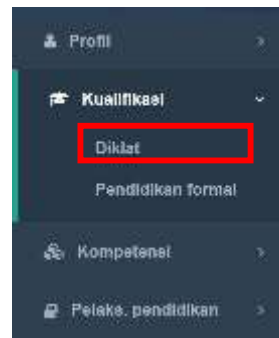 Profil
Kualifikasi
Diklat
Pendidikan formal
Kompetensi
Pelaks. pendidikan